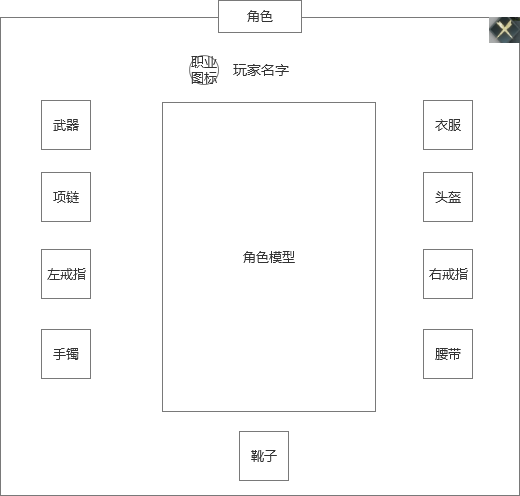 角色
职业
图标
玩家名字
武器
衣服
项链
头盔
角色模型
左戒指
右戒指
手镯
腰带
靴子